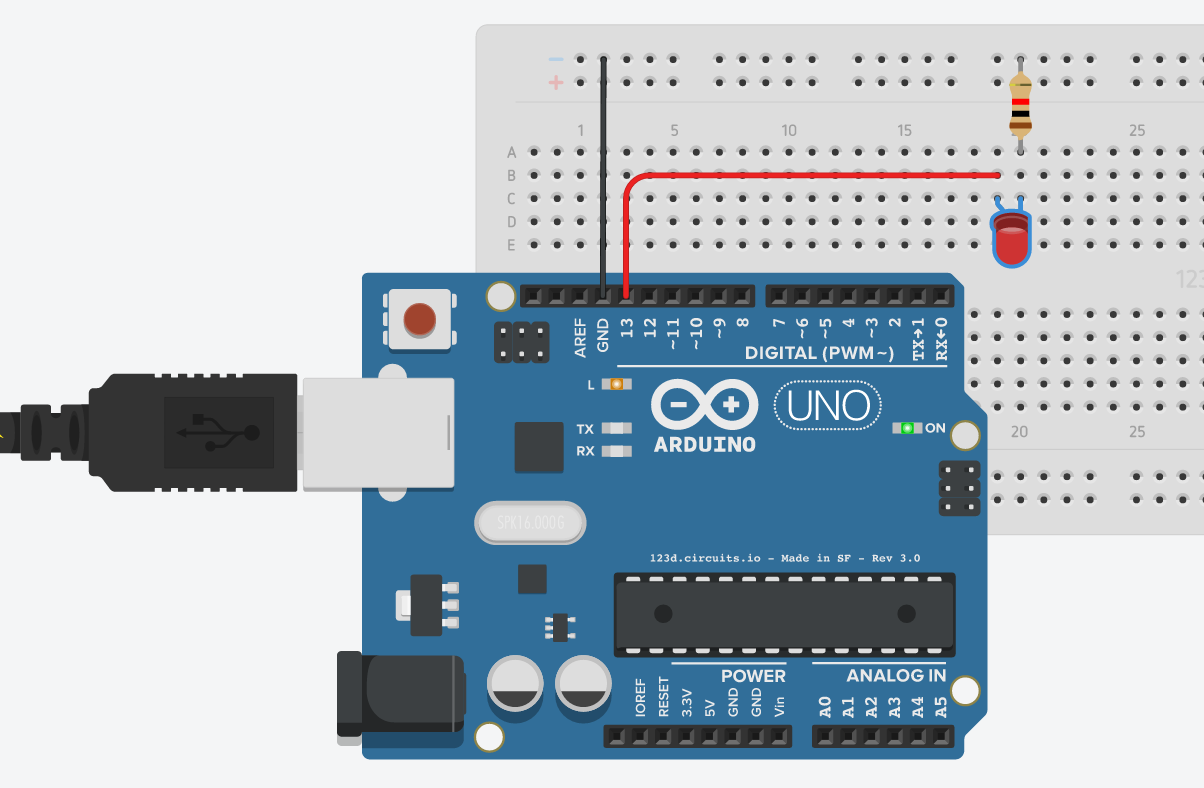 − 
+
1 5 10 15 25
A
B
C
D
E
123
AREF GND 13 12 ~11 ~10 ~9 8 7 ~6 ~5 4 ~3 2 TX→1 RX←0
DIGITAL (PWM~)
L
UNO
TX ON
RX ARDUINO
20 25
SPK16.000G
123d.circuits.io - Made in SF - Rev 3.0
POWER ANALOG IN
IOREF RESET 3.3V 5V GND GND Vin A0 A1 A2 A3 A4 A5